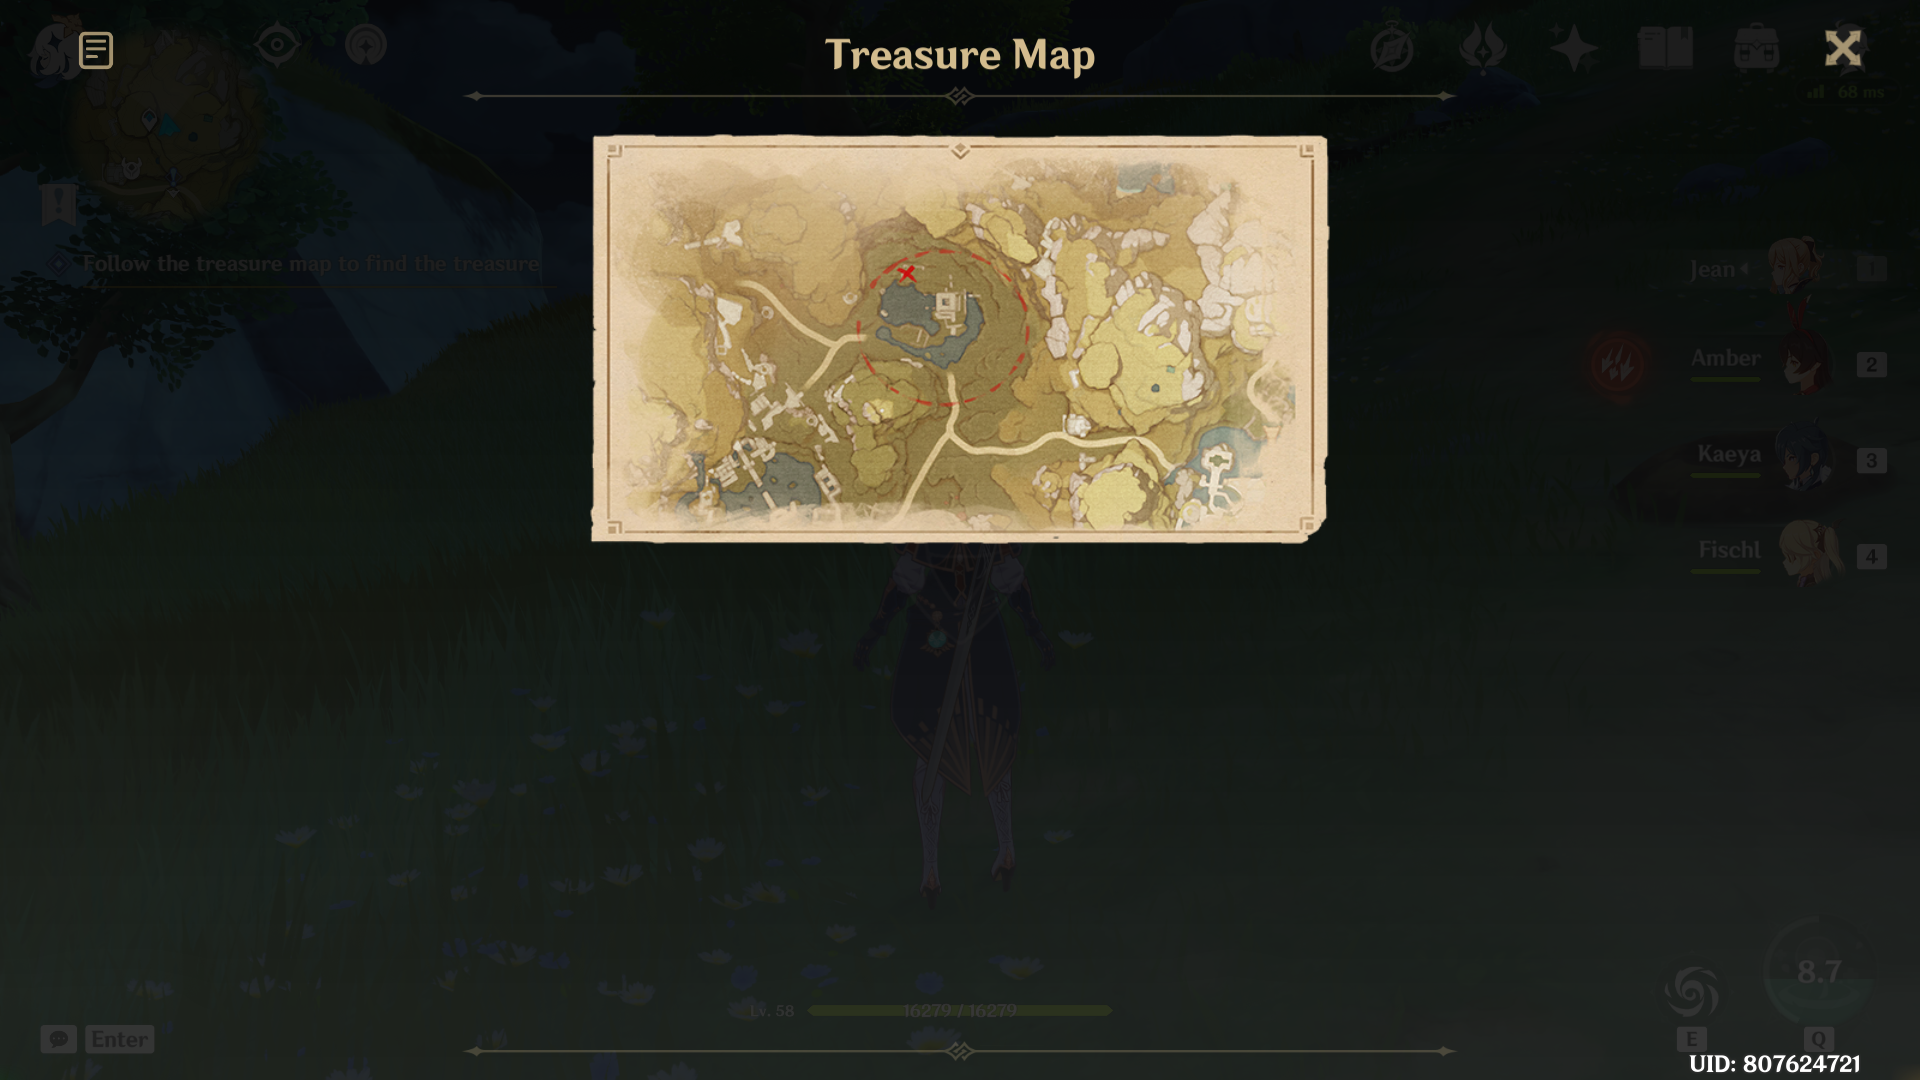 Treasure Map
68 ms
Follow the treasure map to find the treasure
Jean
1
Amber
2
Kaeya
3
Fischl
4
8.7
Lv. 58
16279 / 16279
Enter
E
Q
UID: 807624721